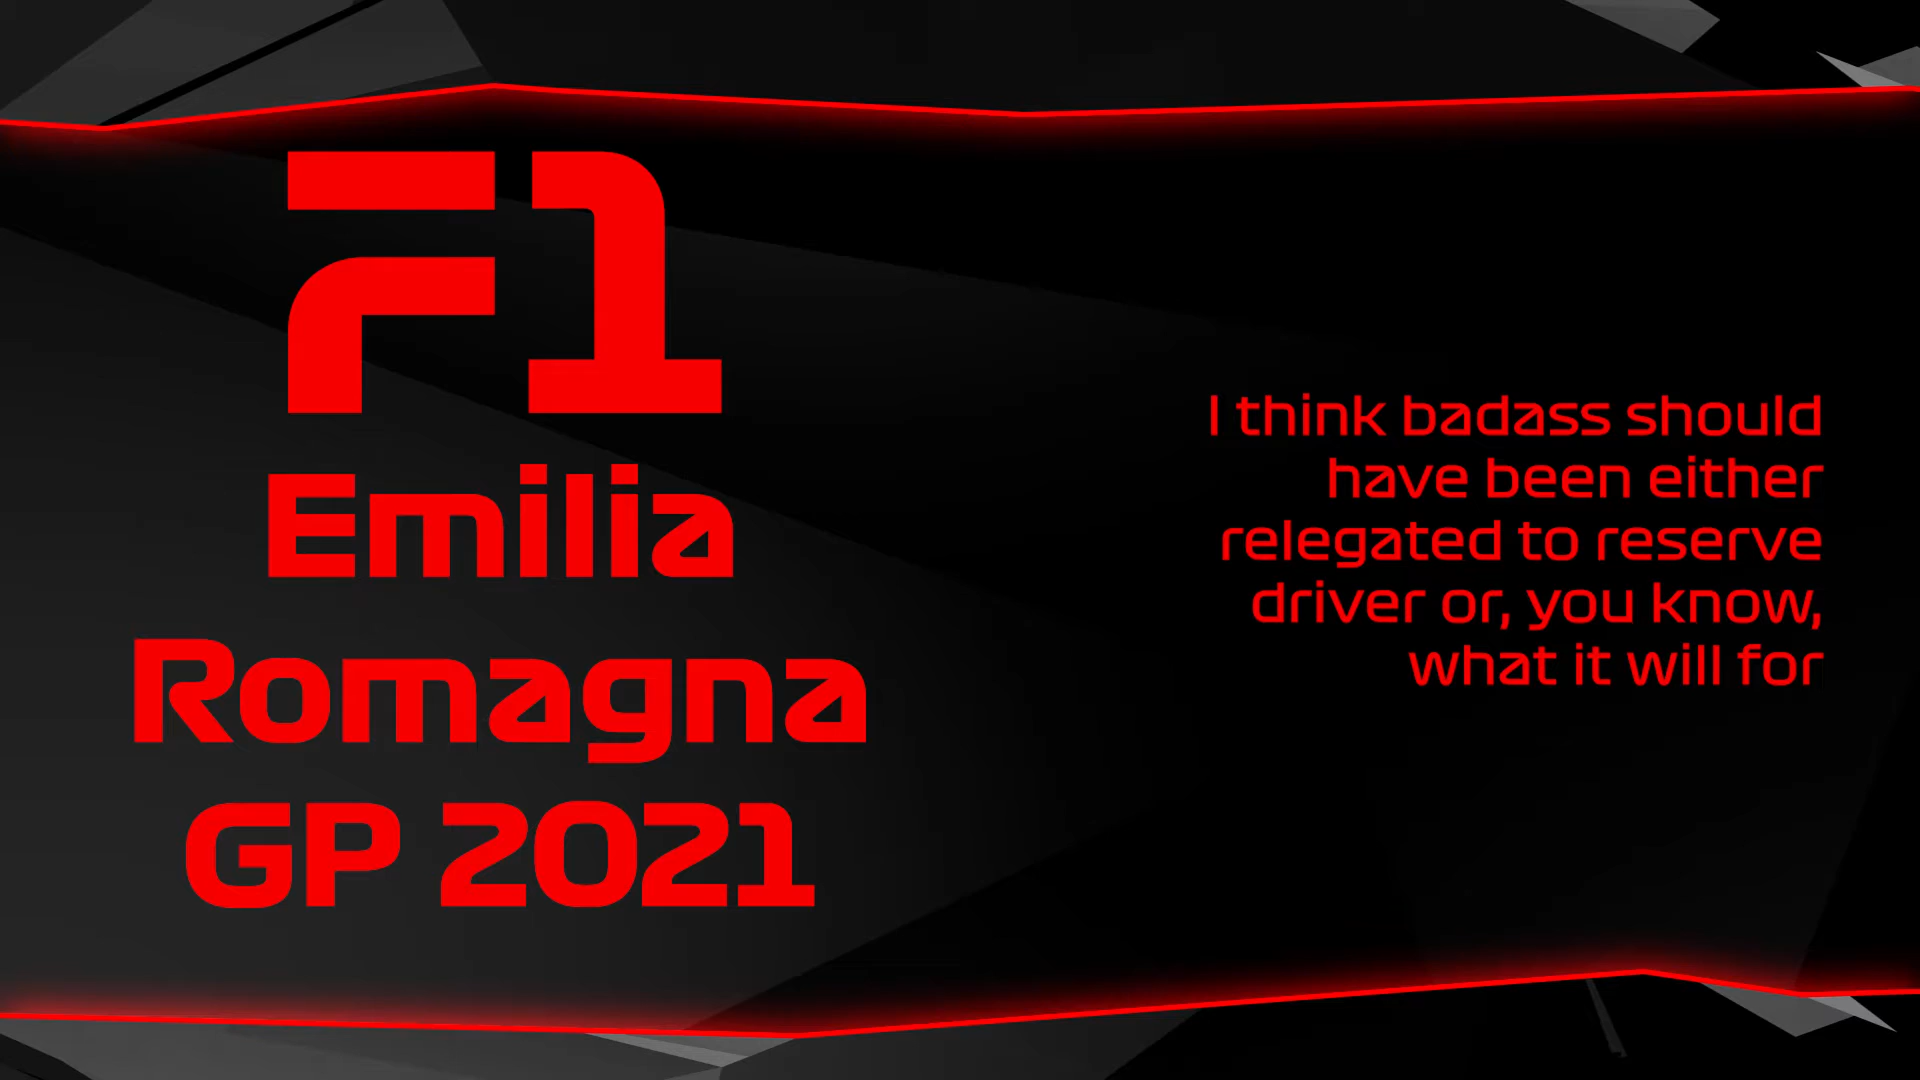 F1
Emilia
Romagna
GP 2021
I think badass should
have been either
relegated to reserve
driver or, you know,
what it will for